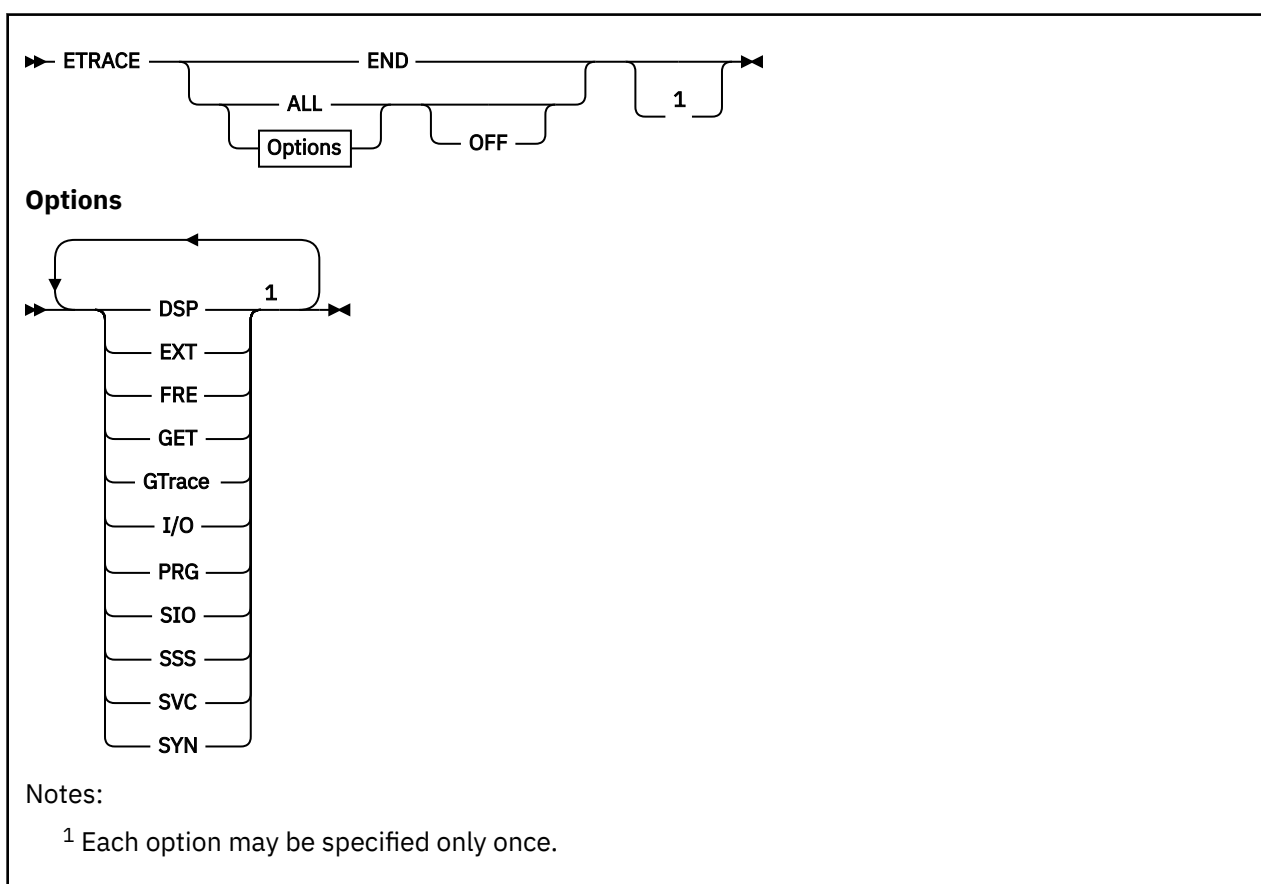 ETRACE END
ALL 1
Options OFF
Options
DSP 1
EXT
FRE
GET
GTrace
I/O
PRG
SIO
SSS
SVC
SYN
Notes:
1 Each option may be specified only once.